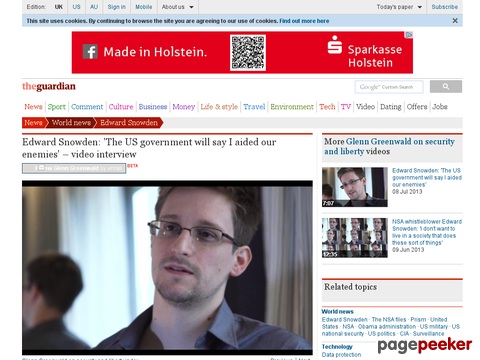 Edition: UK US AU Sign in Mobile About us Today's paper Subscribe
This site uses cookies. By continuing to browse the site you are agreeing to our use of cookies. Find out more here
Made in Holstein.
Sparkasse
Holstein
theguardian
Google Custom Search
News Sport Comment Culture Business Money Life & style Travel Environment Tech TV Video Dating Offers Jobs
News World news Edward Snowden
Edward Snowden: 'The US government will say I aided our
enemies' – video interview
BETA
More Glenn Greenwald on security
and liberty videos
Edward Snowden: 'The US
government will say I aided our
enemies'
08 Jul 2013
7:07
NSA whistleblower Edward
Snowden: 'I don't want to
live in a society that does
these sort of things'
09 Jun 2013
12:35
Related topics
World news
Edward Snowden · The NSA files · Prism · United
States · NSA · Obama administration · US military · US
national security · US politics · CIA · Surveillance
Technology
Data protection
pagepeeker